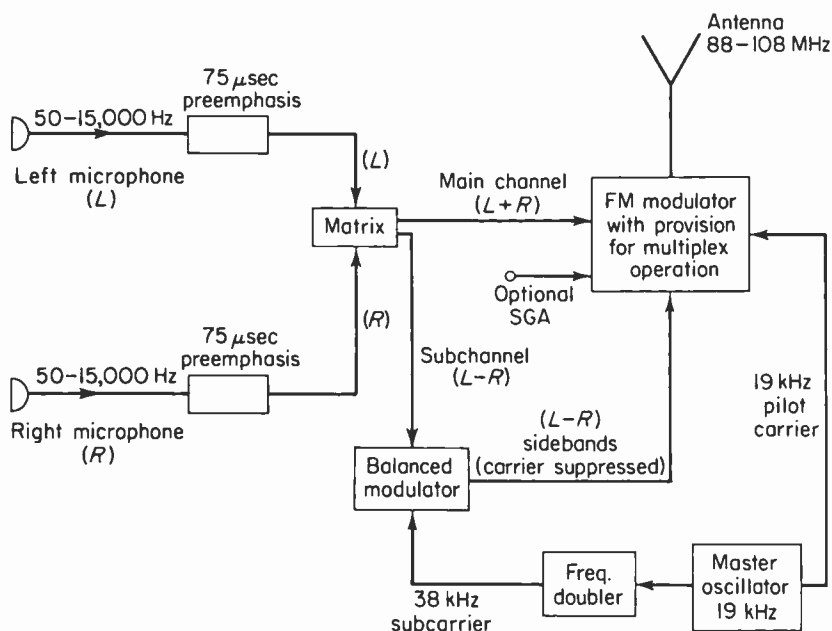 Antenna
88–108 MHz
75 μsec
preemphasis
50–15,000 Hz
Left microphone
(L)
(L)
Matrix
Main channel
(L+R)
FM modulator
with provision
for multiplex
operation
Optional
SGA
(R)
75 μsec
preemphasis
50–15,000 Hz
Right microphone
(R)
Subchannel
(L–R)
19 kHz
pilot
carrier
(L–R)
sidebands
(carrier suppressed)
Balanced
modulator
38 kHz
subcarrier
Freq.
doubler
Master
oscillator
19 kHz